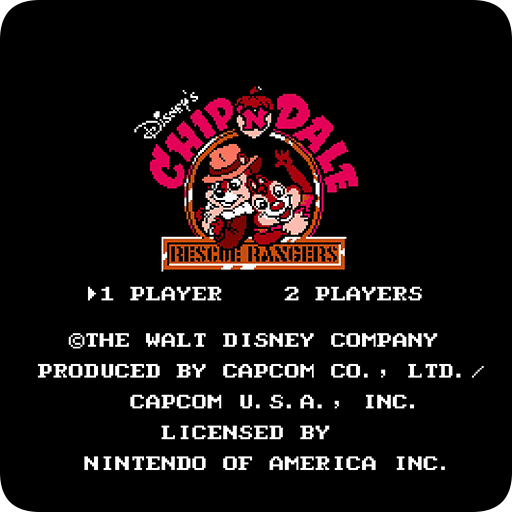 Disney's
CHIP 'N DALE
RESCUE RANGERS
1 PLAYER 2 PLAYERS
©THE WALT DISNEY COMPANY
PRODUCED BY CAPCOM CO., LTD./
CAPCOM U.S.A., INC.
LICENSED BY
NINTENDO OF AMERICA INC.